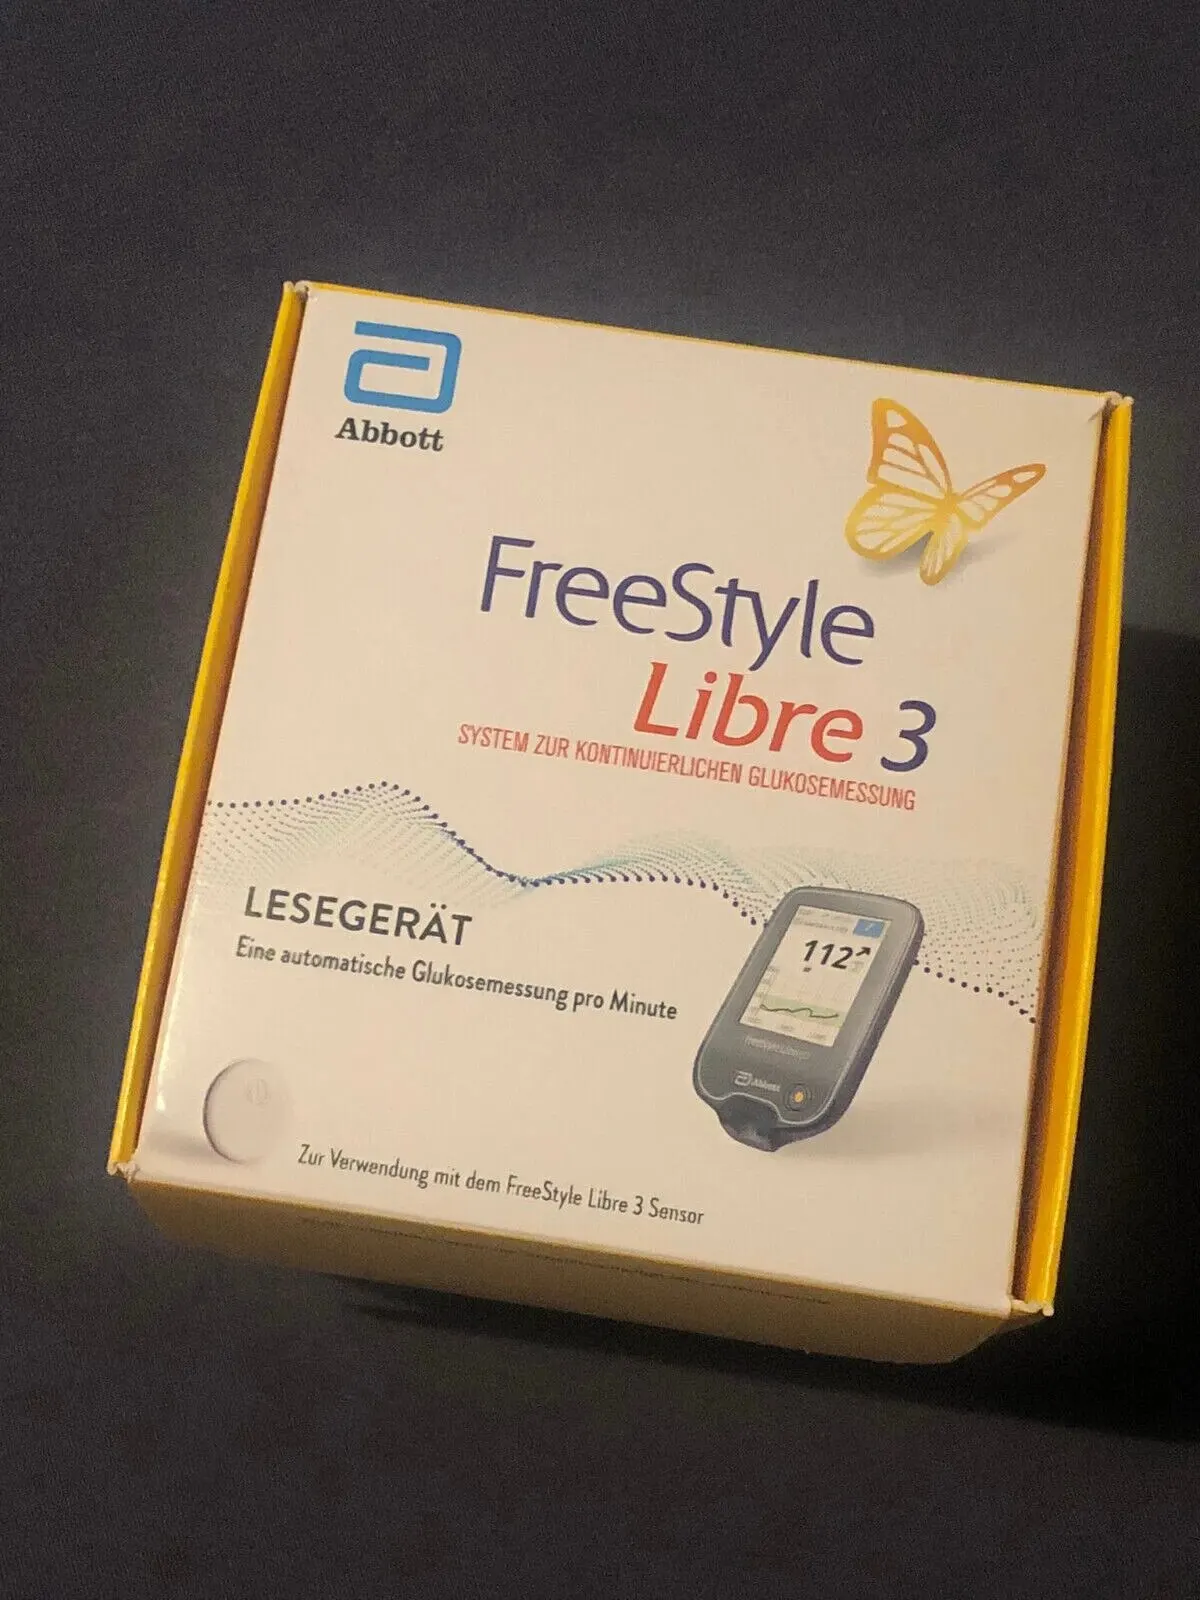 Abbott
FreeStyle
Libre 3
SYSTEM ZUR KONTINUIERLICHEN GLUKOSEMESSUNG
LESEGERÄT
Eine automatische Glukosemessung pro Minute
112
Abbott
Zur Verwendung mit dem FreeStyle Libre 3 Sensor